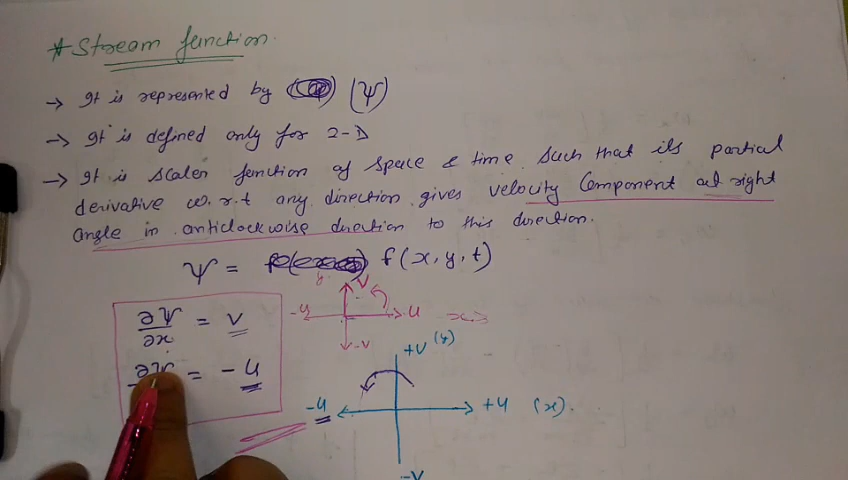 * Stream function.
→ It is represented by (Ψ)
→ It is defined only for 2-D
→ It is scaler function of space & time such that its partial
derivative w.r.t any direction gives velocity component at right
angle in anticlockwise direction to this direction.
Ψ = f(x, y, t)
y
V
-u u x
-V
∂Ψ/∂x = v
∂Ψ = -u
+V (y)
-u +u (x).
-V